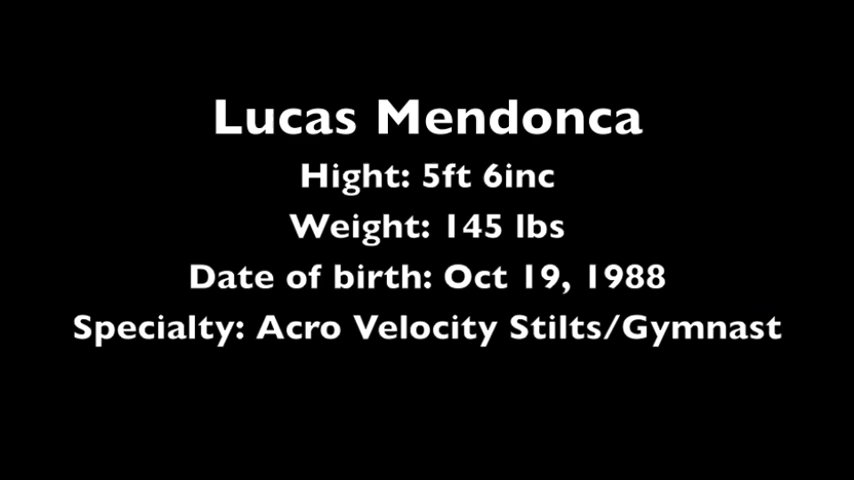 Lucas Mendonca
Hight: 5ft 6inc
Weight: 145 lbs
Date of birth: Oct 19, 1988
Specialty: Acro Velocity Stilts/Gymnast